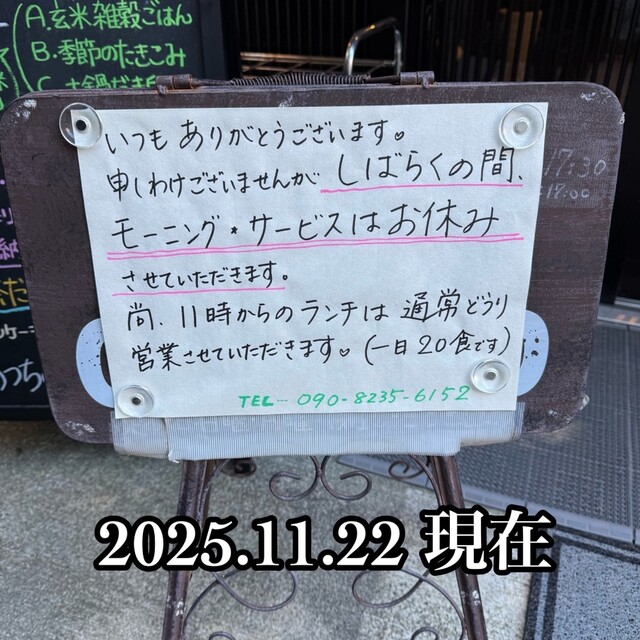 A.玄米雑穀ごはん
B.季節のたきこみ
いつも ありがとうございます。
申しわけございませんが しばらくの間、
モーニング・サービスはお休み
させていただきます。
尚、11時からのランチは 通常どうり
営業させていただきます。(一日20食です)
TEL… 090-8235-6152
17:30
17:00
2025.11.22 現在